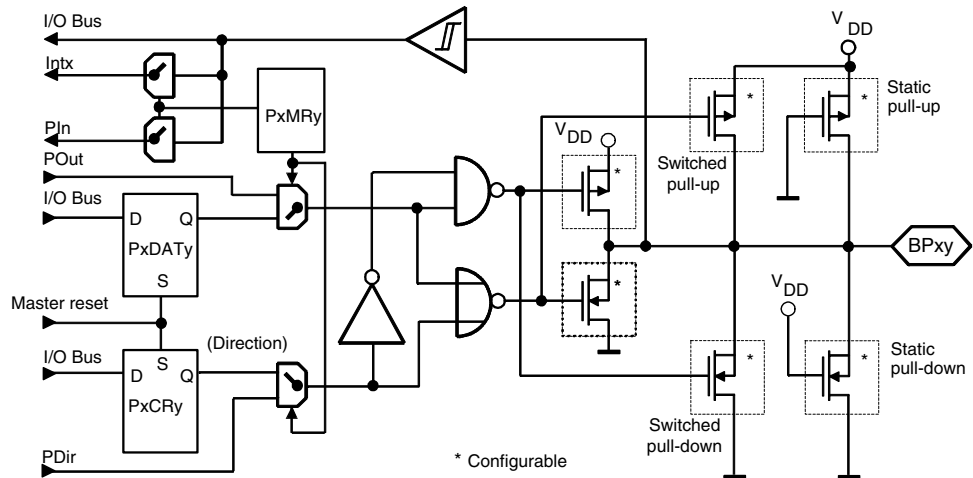 I/O Bus
V
DD
Intx
*
*
Static
pull-up
PxMRy
V
DD
PIn
Switched
pull-up
POut
*
I/O Bus
D
Q
PxDATy
BPxy
*
S
V
DD
Master reset
(Direction)
S
I/O Bus
D
Q
PxCRy
*
*
Static
pull-down
Switched
pull-down
PDir
* Configurable